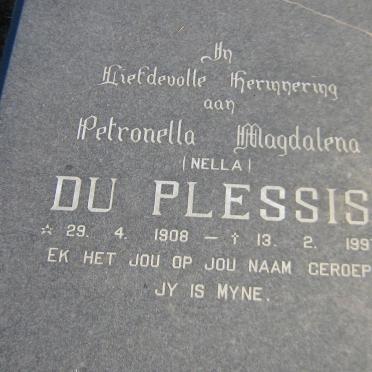 In
Liefdevolle Herinnering
aan
Petronella Magdalena
(NELLA)
DU PLESSIS
☆ 29. 4. 1908 – † 13. 2. 199
EK HET JOU OP JOU NAAM GEROEP
JY IS MYNE.